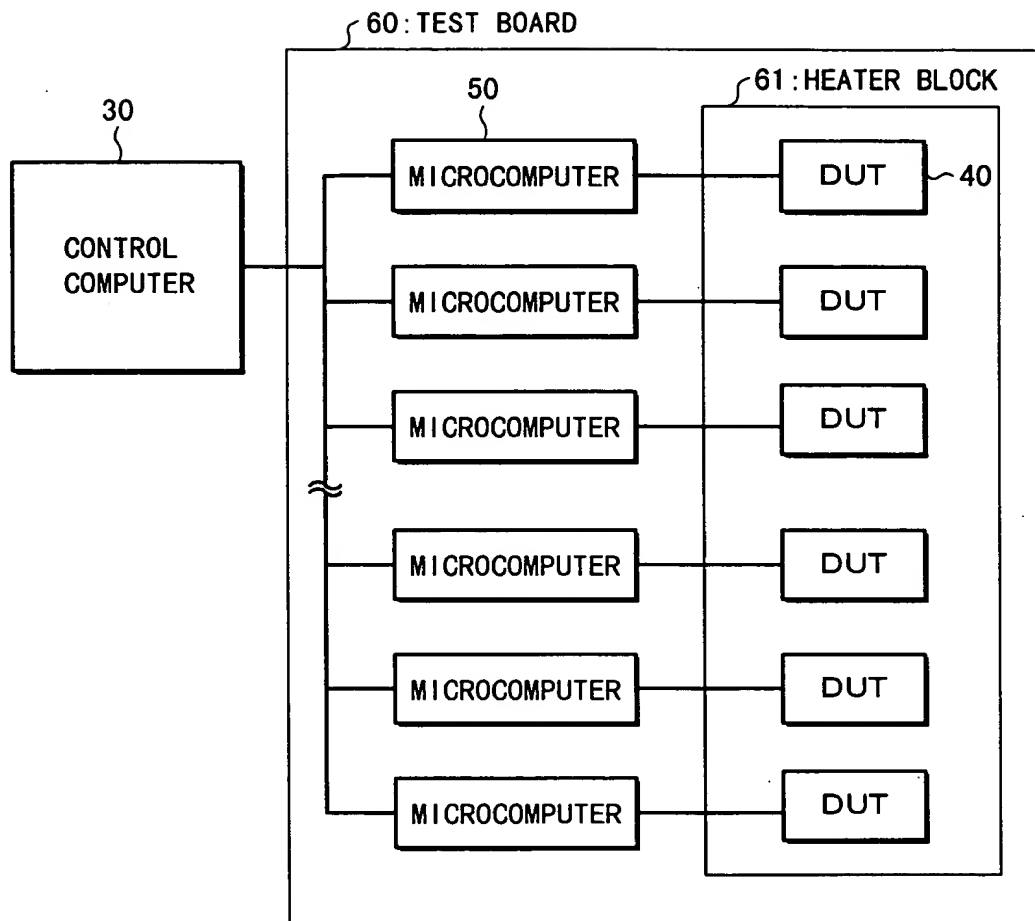 60:TEST BOARD
61:HEATER BLOCK
30
50
CONTROL
COMPUTER
MICROCOMPUTER
DUT
40
MICROCOMPUTER
DUT
MICROCOMPUTER
DUT
MICROCOMPUTER
DUT
MICROCOMPUTER
DUT
MICROCOMPUTER
DUT